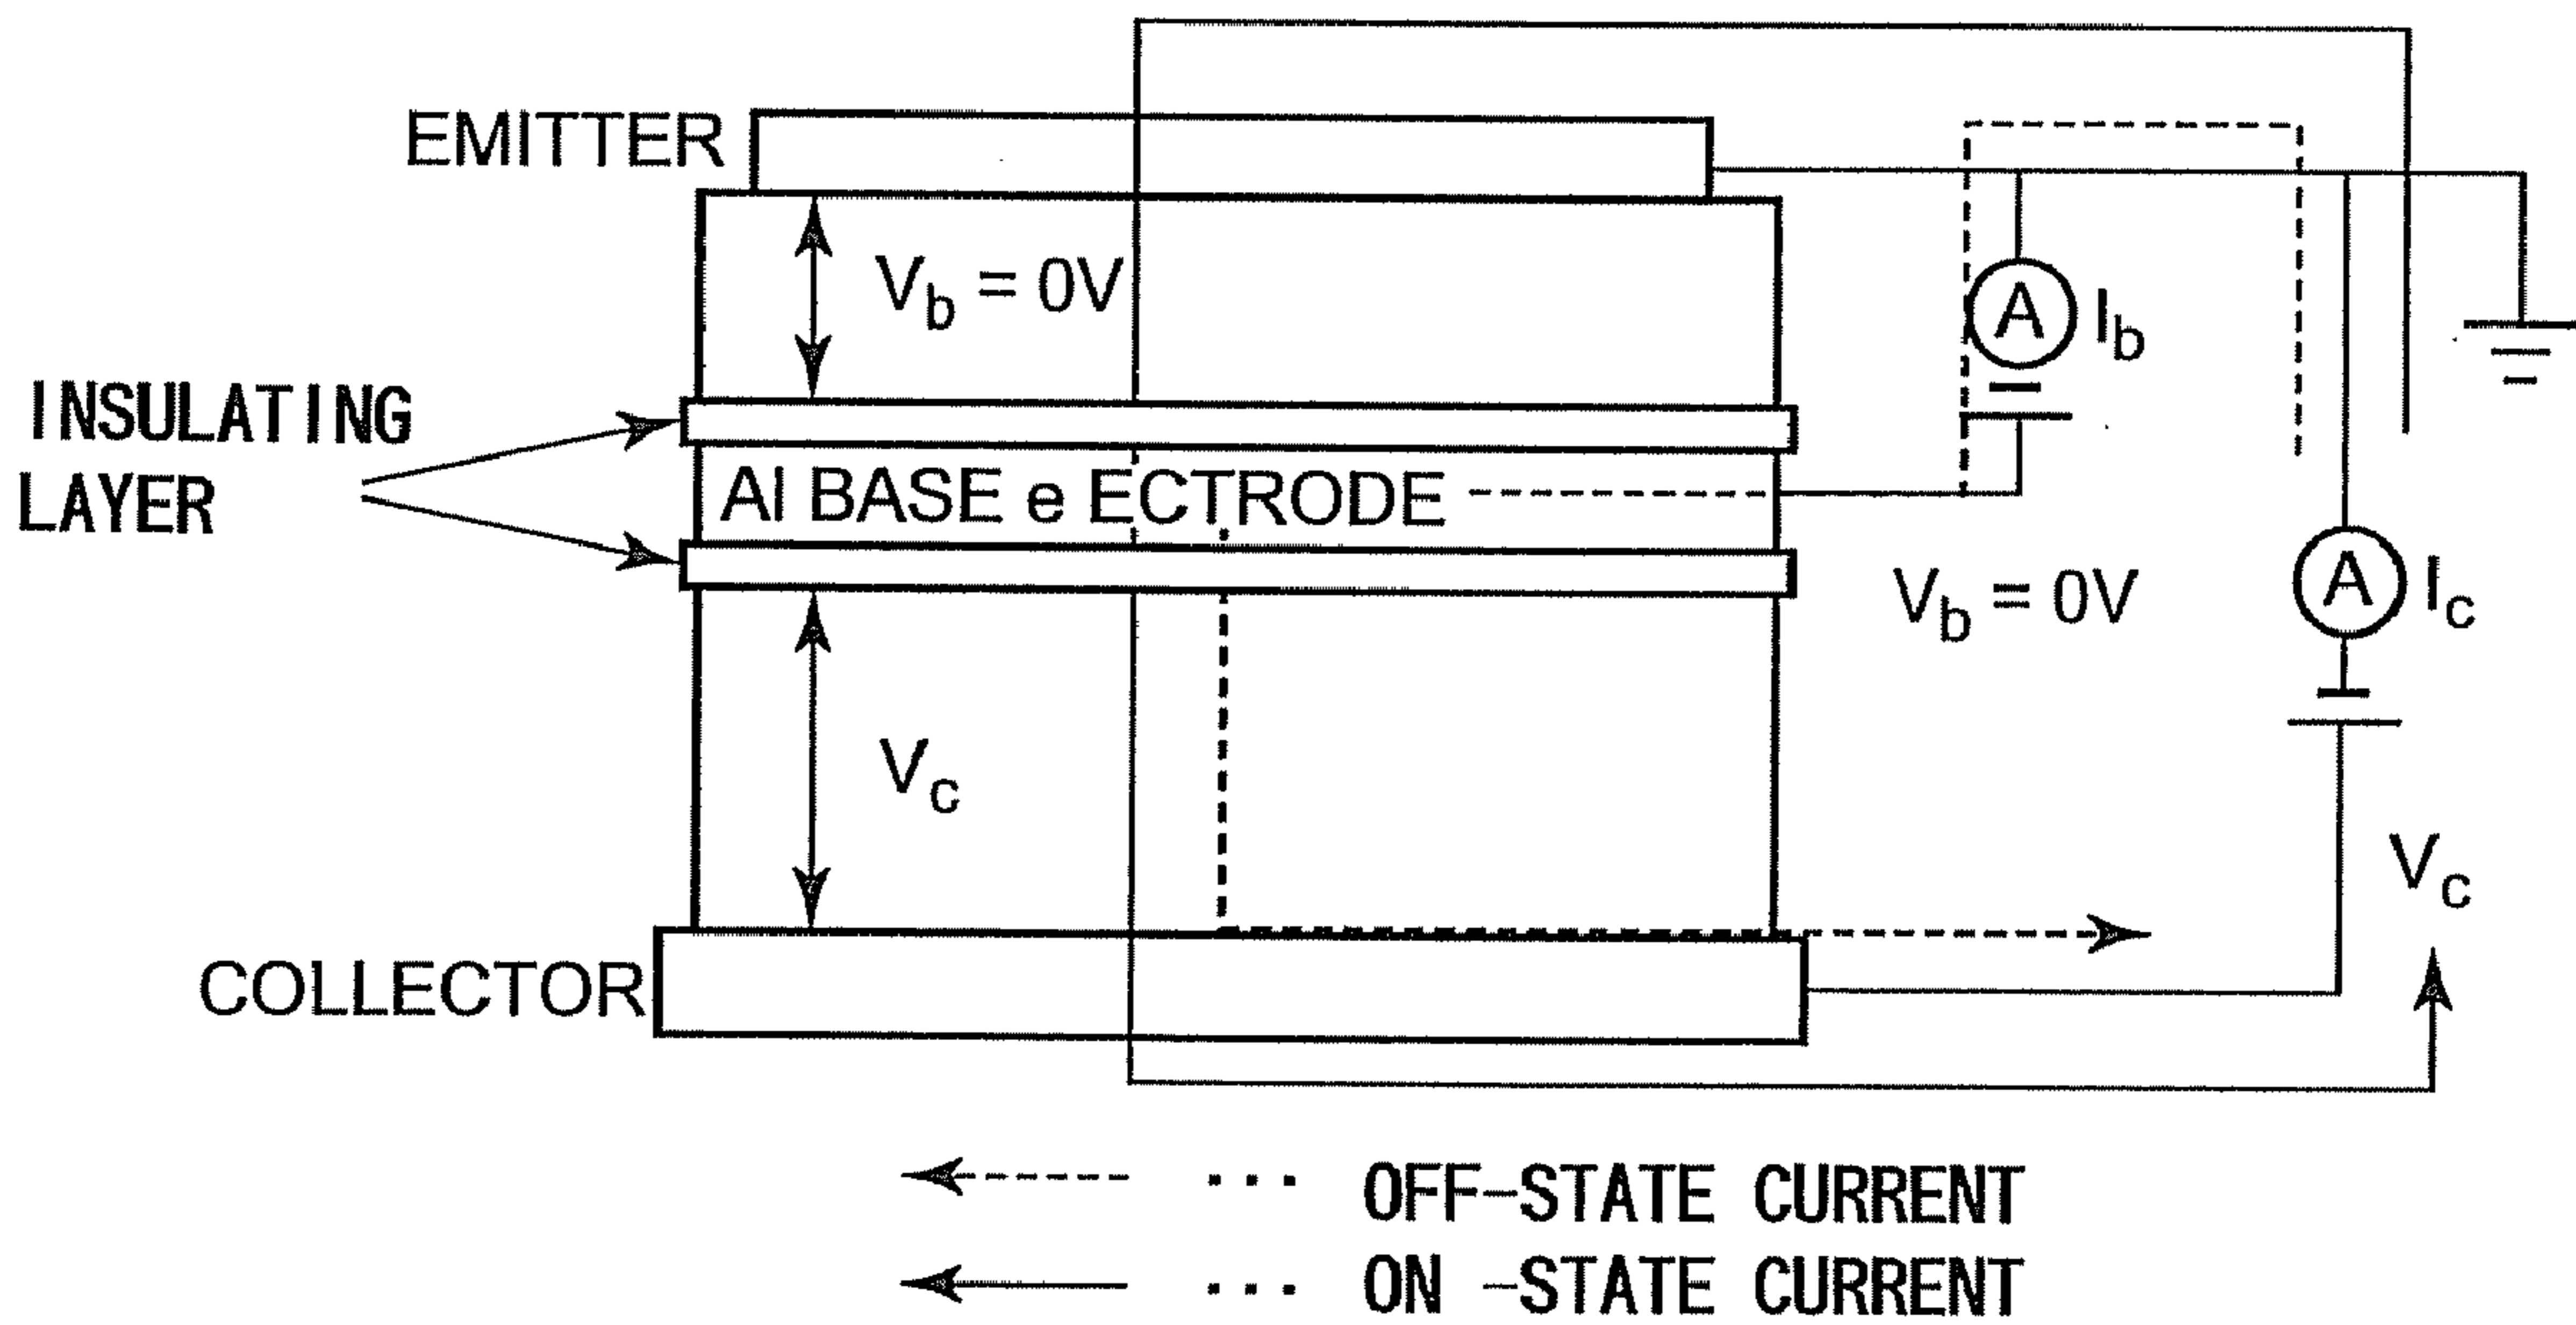 EMITTER
V_b = 0V
A I_b
INSULATING
LAYER
Al BASE e ECTRODE
V_b = 0V
A I_c
V_c
V_c
COLLECTOR
... OFF-STATE CURRENT
... ON -STATE CURRENT